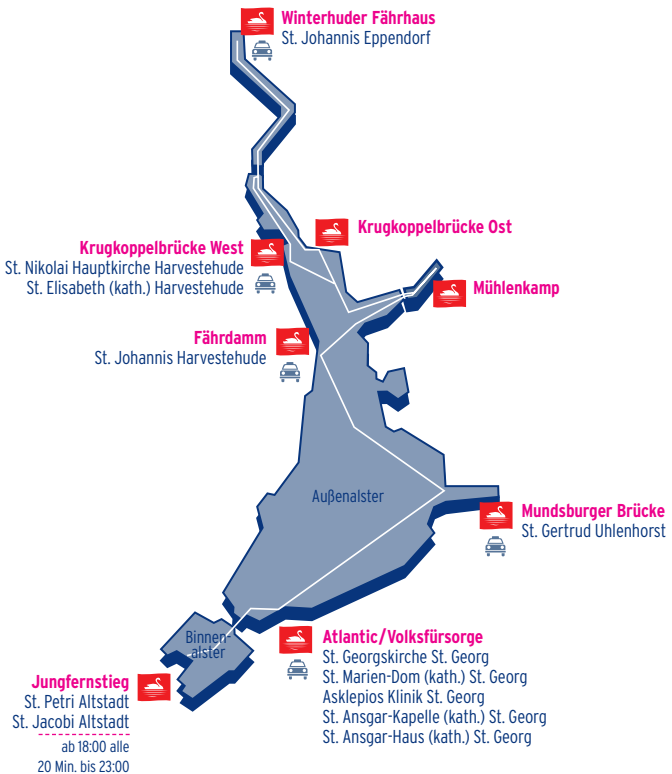 Winterhuder Fährhaus
St. Johannis Eppendorf
Krugkoppelbrücke Ost
Krugkoppelbrücke West
St. Nikolai Hauptkirche Harvestehude
St. Elisabeth (kath.) Harvestehude
Mühlenkamp
Fährdamm
St. Johannis Harvestehude
Außenalster
Mundsburger Brücke
St. Gertrud Uhlenhorst
Binnen-
alster
Atlantic/Volksfürsorge
St. Georgskirche St. Georg
St. Marien-Dom (kath.) St. Georg
Asklepios Klinik St. Georg
St. Ansgar-Kapelle (kath.) St. Georg
St. Ansgar-Haus (kath.) St. Georg
Jungfernstieg
St. Petri Altstadt
St. Jacobi Altstadt
ab 18:00 alle
20 Min. bis 23:00